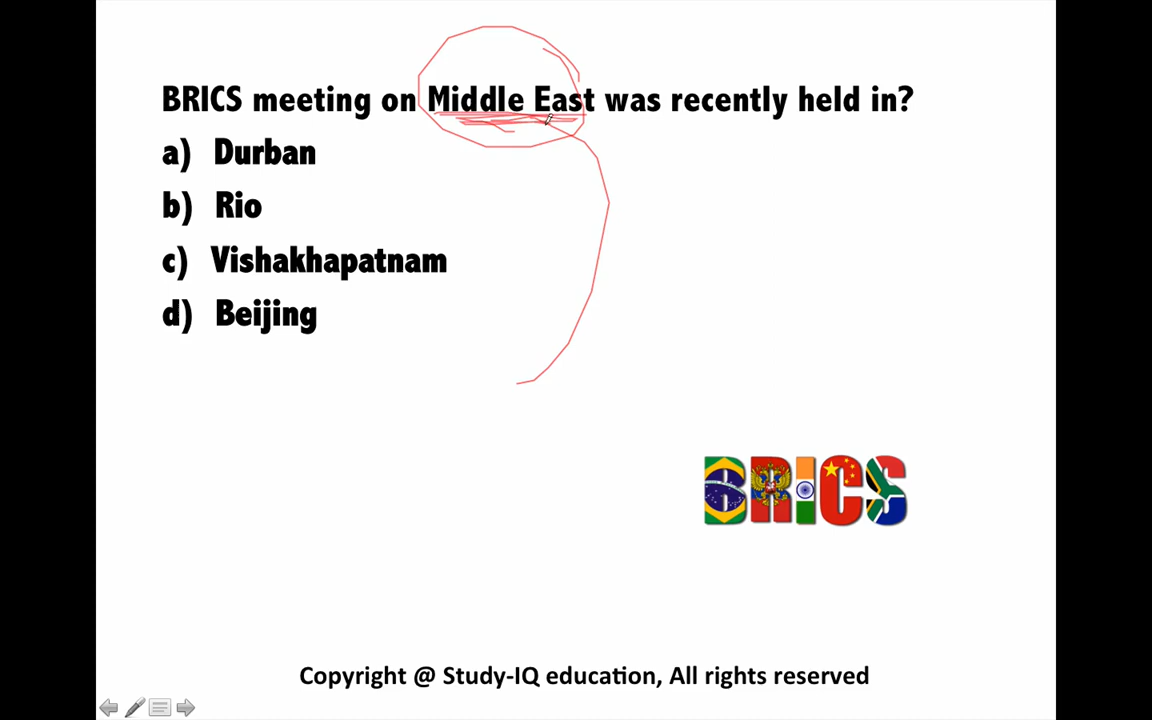 BRICS meeting on Middle East was recently held in?
a) Durban
b) Rio
c) Vishakhapatnam
d) Beijing
BRICS
Copyright @ Study-IQ education, All rights reserved